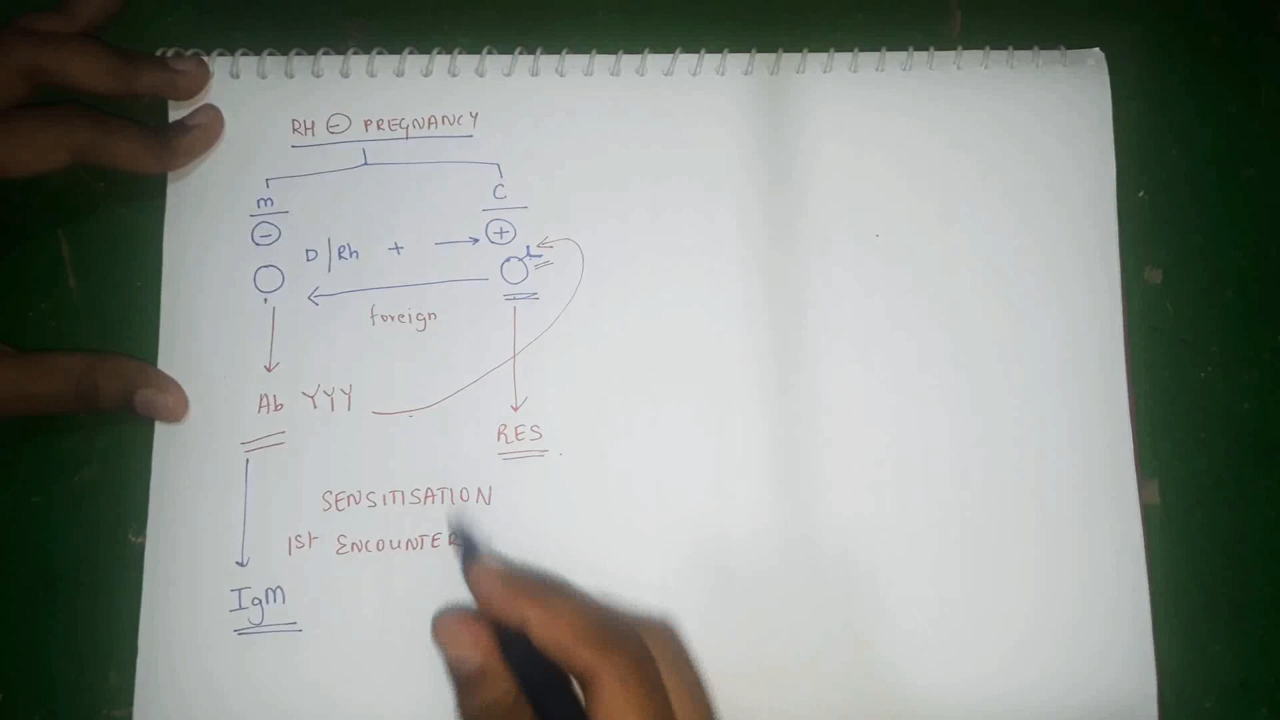 RH ⊖ PREGNANCY
m C
⊖ ⊕
D/Rh + →
foreign
Ab YYY
RES
SENSITISATION
1st ENCOUNTER
Igm